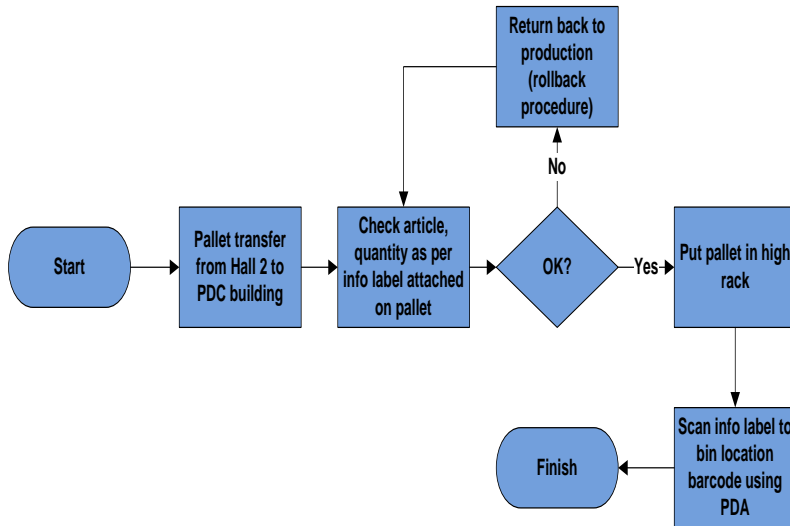 Return back to
production
(rollback
procedure)
No
Start
Pallet transfer
from Hall 2 to
PDC building
Check article,
quantity as per
info label attached
on pallet
OK?
Yes
Put pallet in high
rack
Scan info label to
bin location
barcode using
PDA
Finish